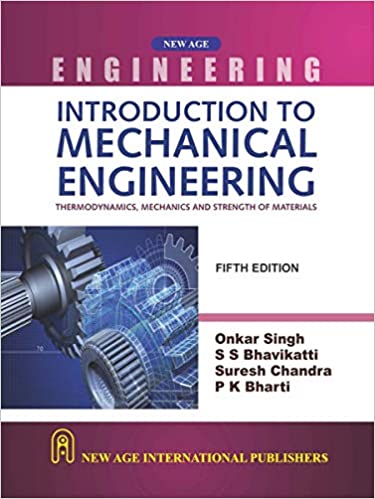 NEW AGE
ENGINEERING
INTRODUCTION TO
MECHANICAL
ENGINEERING
THERMODYNAMICS, MECHANICS AND STRENGTH OF MATERIALS
FIFTH EDITION
70
Onkar Singh
S S Bhavikatti
Suresh Chandra
P K Bharti
NEW AGE INTERNATIONAL PUBLISHERS